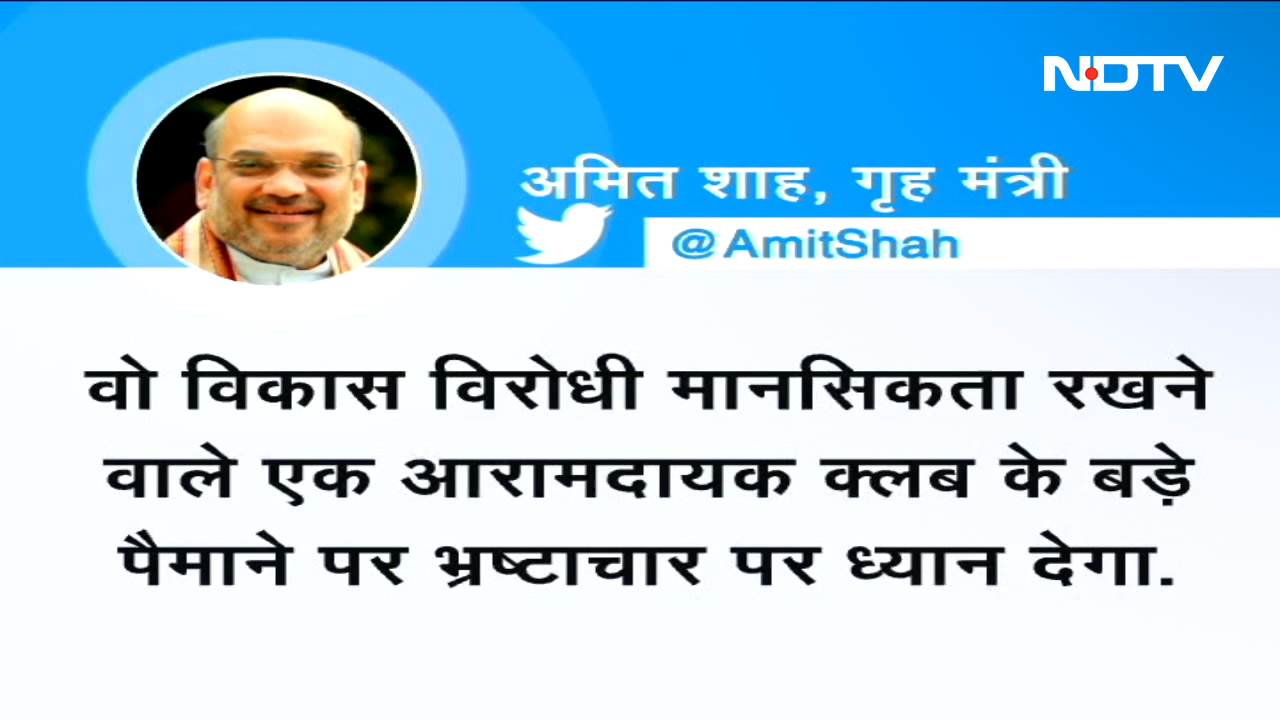 NDTV
अमित शाह, गृह मंत्री
@AmitShah
वो विकास विरोधी मानसिकता रखने
वाले एक आरामदायक क्लब के बड़े
पैमाने पर भ्रष्टाचार पर ध्यान देगा.